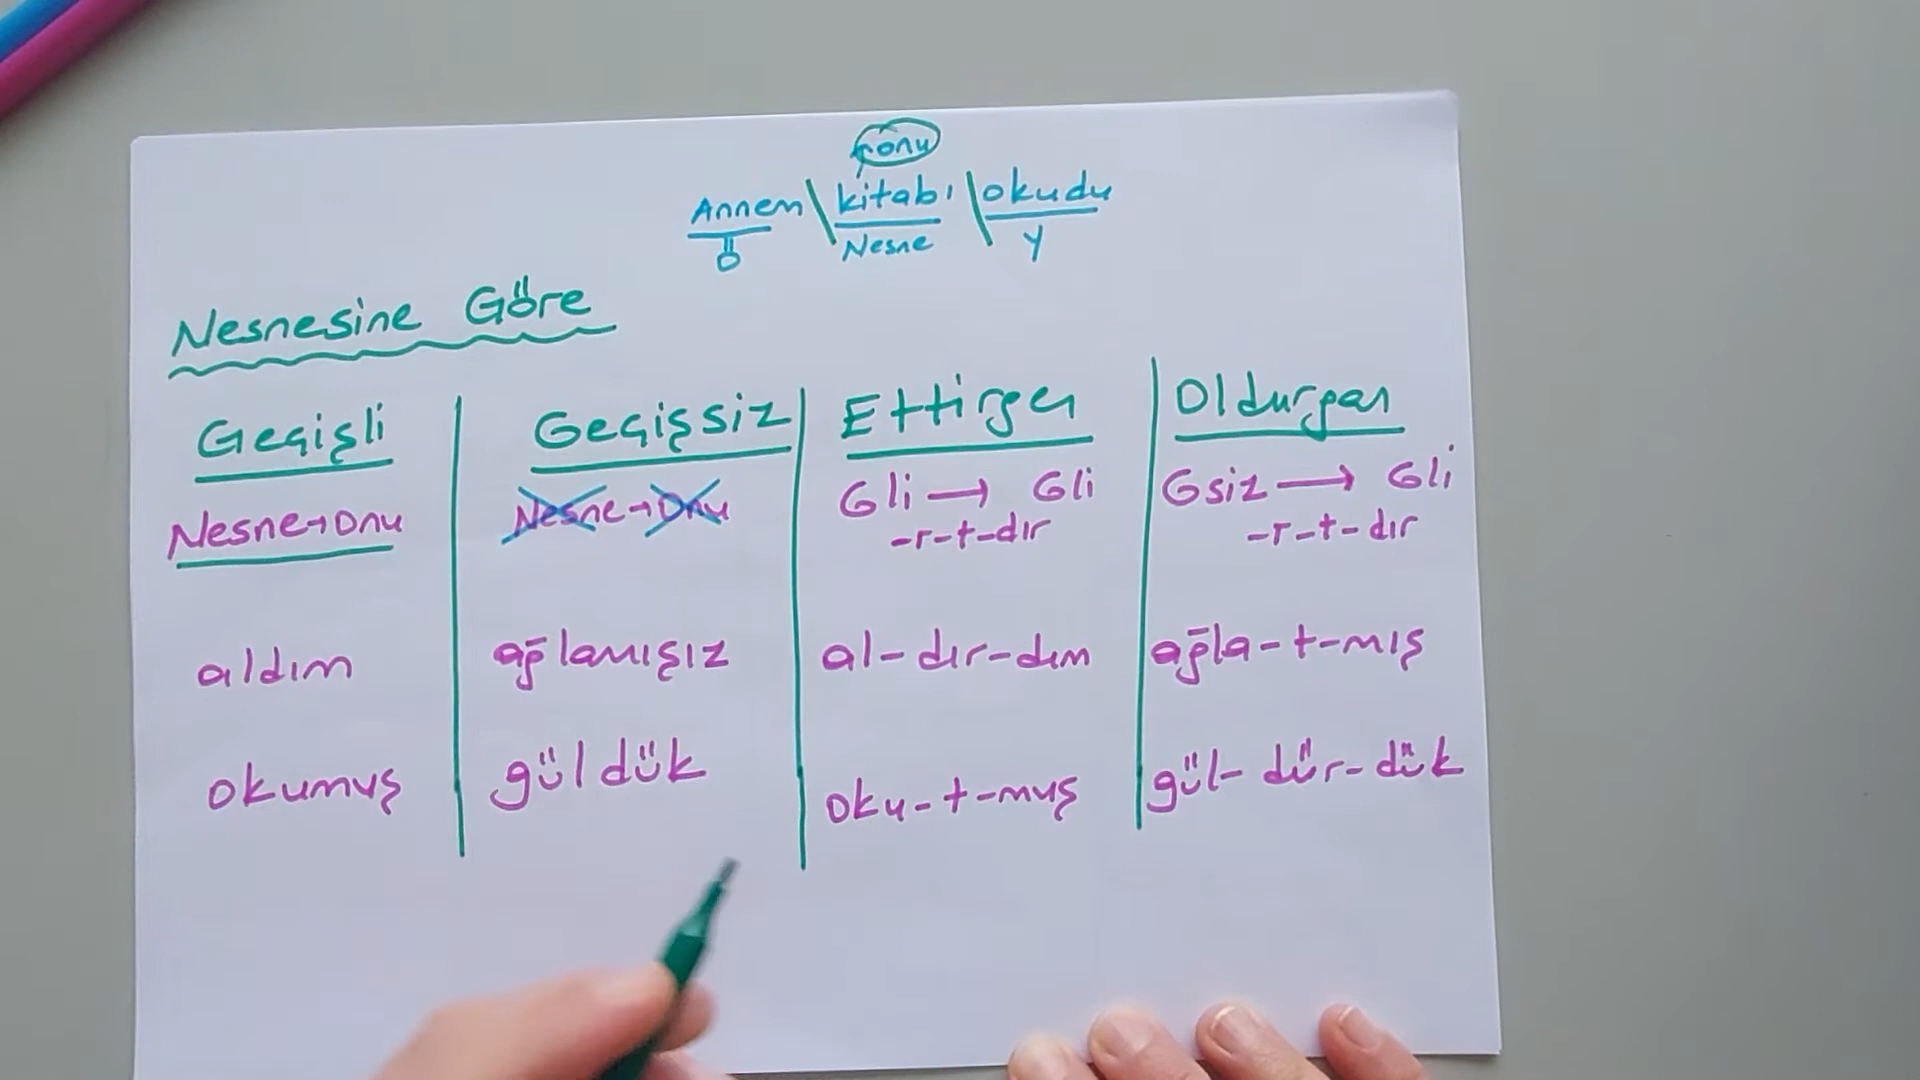 onu
Annem \ kitabı \ okudu
Ö Nesne Y
Nesnesine Göre
Geçişli Geçişsiz Ettirgen Oldurgan
Nesne→Onu Nesne→Onu Gli → Gli Gsiz → Gli
-r-t-dır -r-t-dır
aldım ağlamışız al-dır-dım ağla-t-mış
okumuş güldük oku-t-muş gül-dür-dük